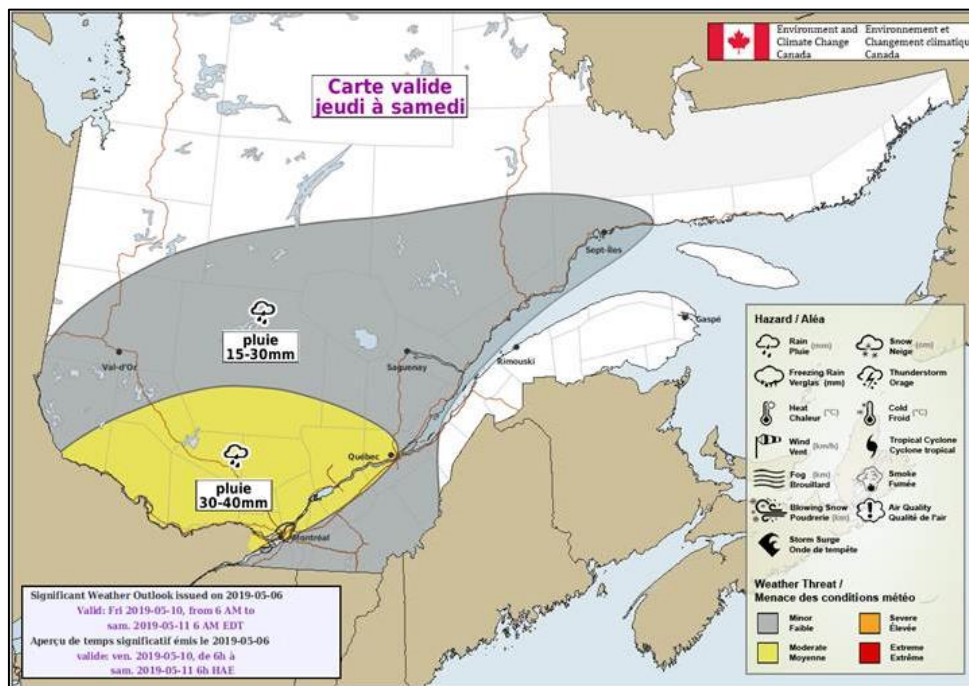 Environment and
Climate Change
Canada
Environnement et
Changement climatique
Canada
Carte valide
jeudi à samedi
Sept-Îles
Gaspé
Rimouski
Saguenay
Val-d'Or
Québec
Montréal
pluie
15-30mm
pluie
30-40mm
Hazard / Aléa
Rain (mm)
Pluie
Snow (cm)
Neige
Freezing Rain
Verglas (mm)
Thunderstorm
Orage
Heat (°C)
Chaleur
Cold (°C)
Froid
Wind (km/h)
Vent
Tropical Cyclone
Cyclone tropical
Fog (km)
Brouillard
Smoke
Fumée
Blowing Snow
Poudrerie (km)
Air Quality
Qualité de l'air
Storm Surge
Onde de tempête
Weather Threat /
Menace des conditions météo
Minor
Faible
Severe
Élevée
Moderate
Moyenne
Extreme
Extrême
Significant Weather Outlook issued on 2019-05-06
Valid: Fri 2019-05-10, from 6 AM to
sam. 2019-05-11 6 AM EDT
Aperçu de temps significatif émis le 2019-05-06
valide: ven. 2019-05-10, de 6h à
sam. 2019-05-11 6h HAE